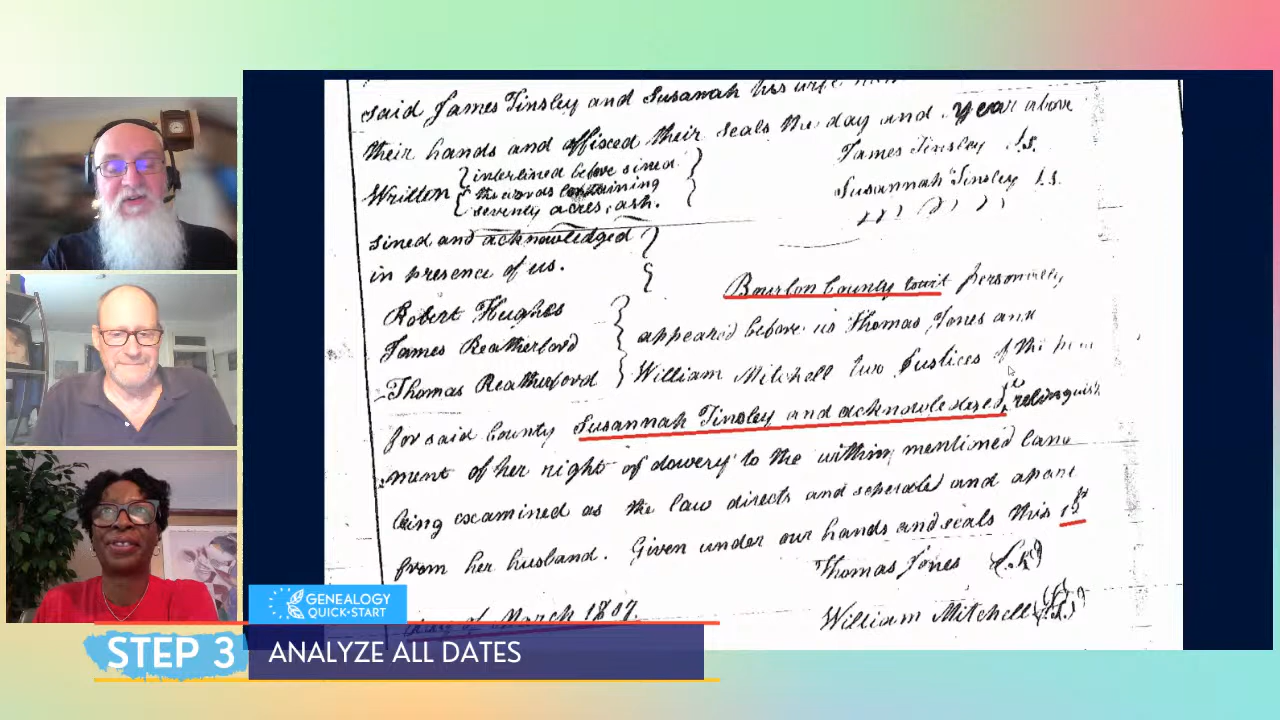 said James Tinsley and Susanah his wife
their hands and affixed their seals the day and Year above
Written
interlined before sined
the words containing
seventy acres, ash.
James Tinsley L.s.
Susannah Tinsley L.s.
sined and acknowledged
in presence of us.
Robert Hughes
James Reatherford
Thomas Reatherford
Bourbon County Court personally
appeared before us Thomas Jones and
William Mitchell two Justices of the
for said County Susannah Tinsley and acknowledged relinquish
ment of her right of dowery to the within mentioned land
being examined as the law directs and seperate and apart
from her husband. Given under our hands and seals this 1st
of March 1807.
Thomas Jones
William Mitchell
GENEALOGY
QUICK★START
STEP 3
ANALYZE ALL DATES